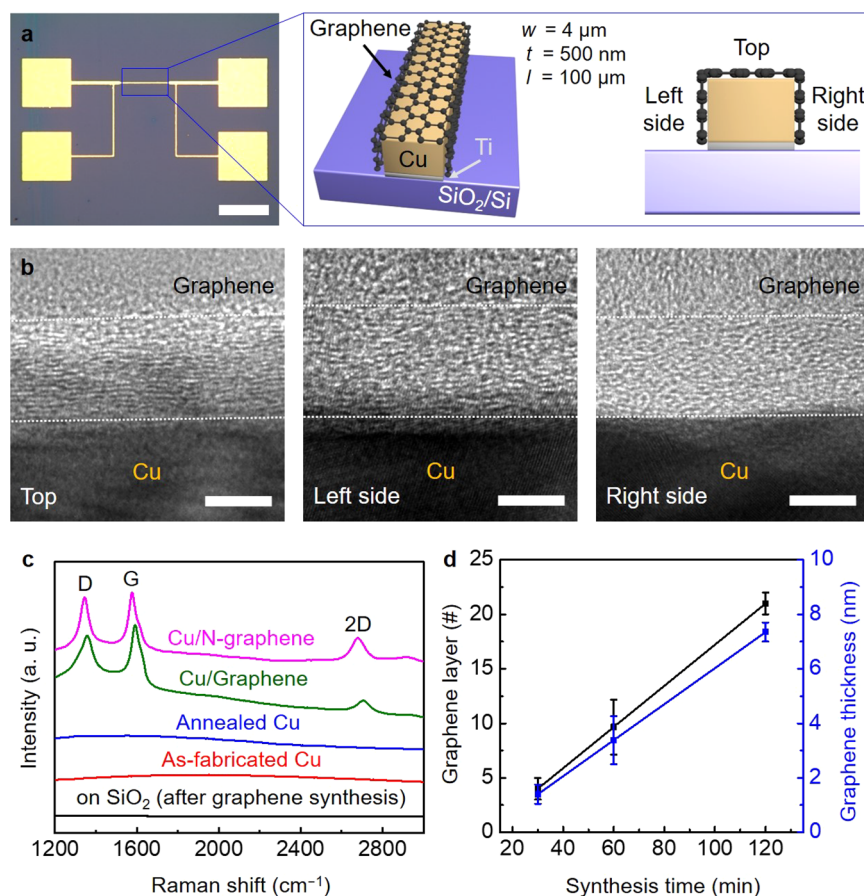 a
Graphene
w = 4 μm
t = 500 nm
l = 100 μm
Cu
Ti
SiO₂/Si
Top
Left
side
Right
side
b
Graphene
Cu
Top
Graphene
Cu
Left side
Graphene
Cu
Right side
c
D
G
2D
Cu/N-graphene
Cu/Graphene
Annealed Cu
As-fabricated Cu
on SiO₂ (after graphene synthesis)
Intensity (a. u.)
1200 1600 2000 2400 2800
Raman shift (cm⁻¹)
d
25
20
15
10
5
0
Graphene layer (#)
10
8
6
4
2
0
Graphene thickness (nm)
20 40 60 80 100 120
Synthesis time (min)